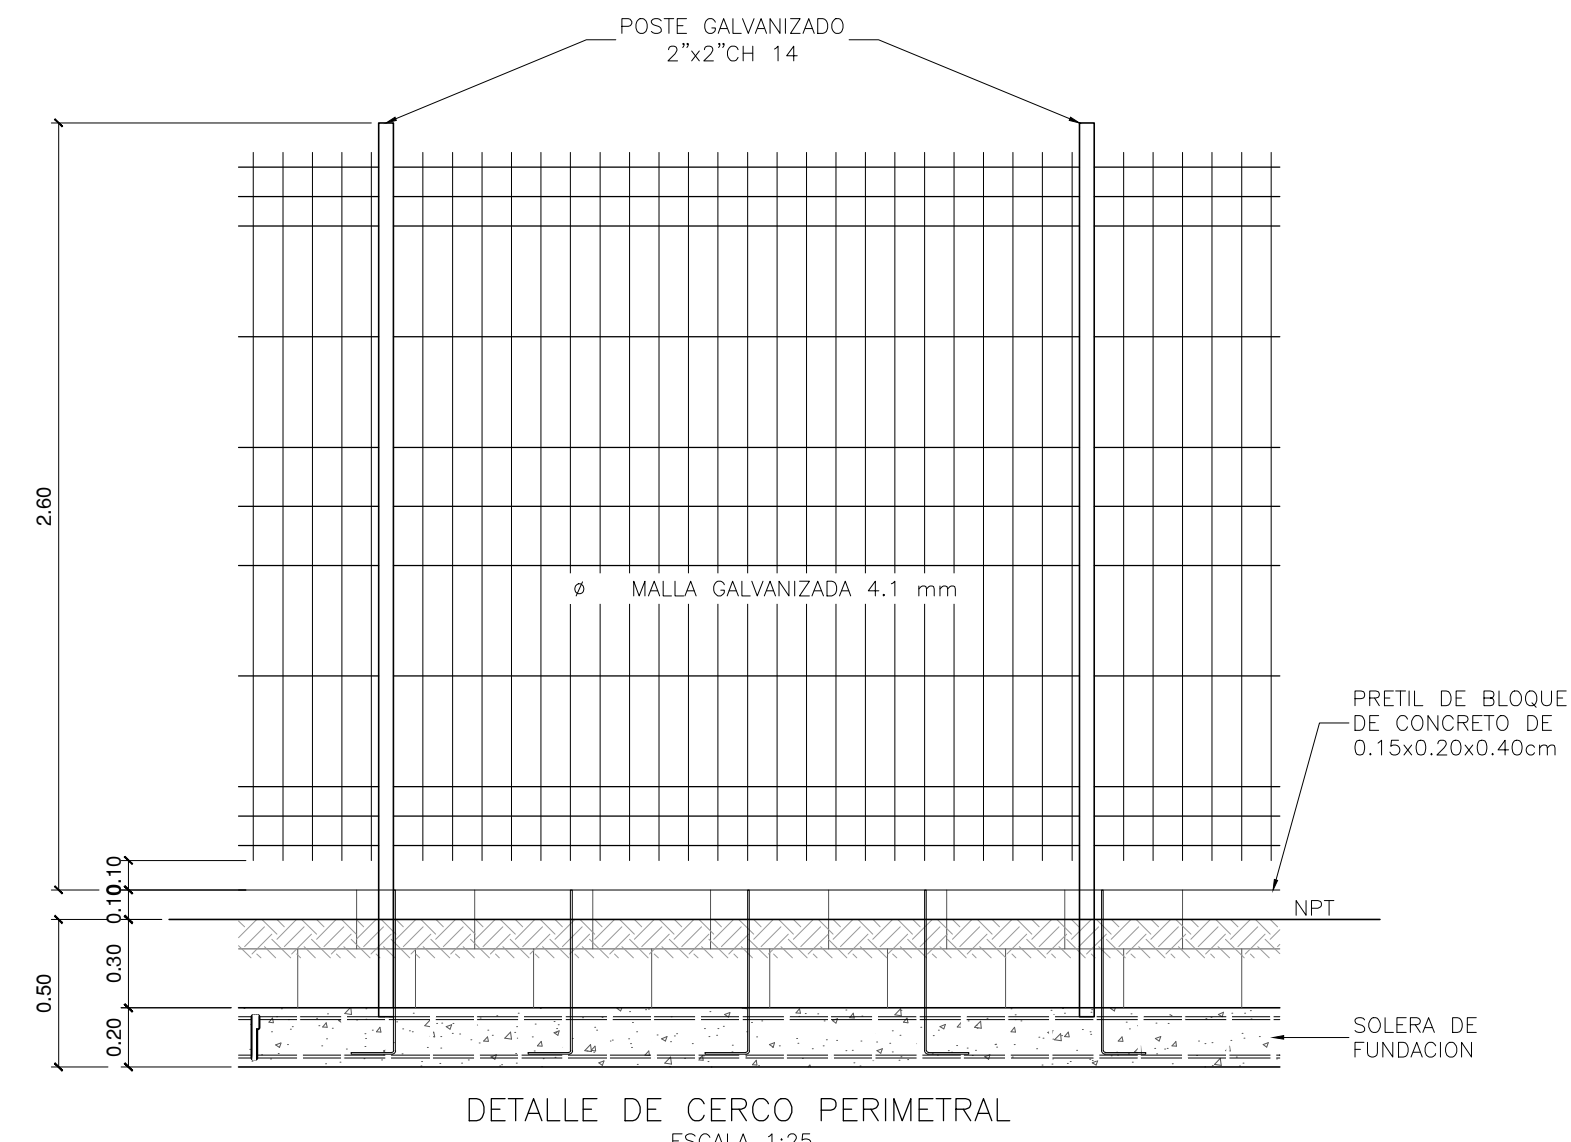 POSTE GALVANIZADO
2”x2”CH 14
2.60
ø MALLA GALVANIZADA 4.1 mm
PRETIL DE BLOQUE
DE CONCRETO DE
0.15x0.20x0.40cm
0.10
0.10
NPT
0.30
0.50
0.20
SOLERA DE
FUNDACION
DETALLE DE CERCO PERIMETRAL
ESCALA 1:25